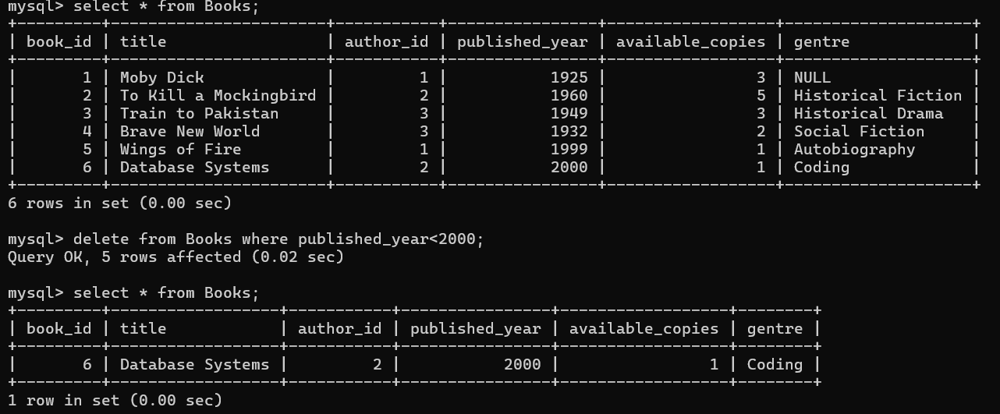 mysql> select * from Books;
+---------+-----------------------+-----------+----------------+------------------+--------------------+
| book_id | title                 | author_id | published_year | available_copies | gentre             |
+---------+-----------------------+-----------+----------------+------------------+--------------------+
|       1 | Moby Dick             |         1 |           1925 |                3 | NULL               |
|       2 | To Kill a Mockingbird |         2 |           1960 |                5 | Historical Fiction |
|       3 | Train to Pakistan     |         3 |           1949 |                3 | Historical Drama   |
|       4 | Brave New World       |         3 |           1932 |                2 | Social Fiction     |
|       5 | Wings of Fire         |         1 |           1999 |                1 | Autobiography      |
|       6 | Database Systems      |         2 |           2000 |                1 | Coding             |
+---------+-----------------------+-----------+----------------+------------------+--------------------+
6 rows in set (0.00 sec)

mysql> delete from Books where published_year<2000;
Query OK, 5 rows affected (0.02 sec)

mysql> select * from Books;
+---------+------------------+-----------+----------------+------------------+--------+
| book_id | title            | author_id | published_year | available_copies | gentre |
+---------+------------------+-----------+----------------+------------------+--------+
|       6 | Database Systems |         2 |           2000 |                1 | Coding |
+---------+------------------+-----------+----------------+------------------+--------+
1 row in set (0.00 sec)